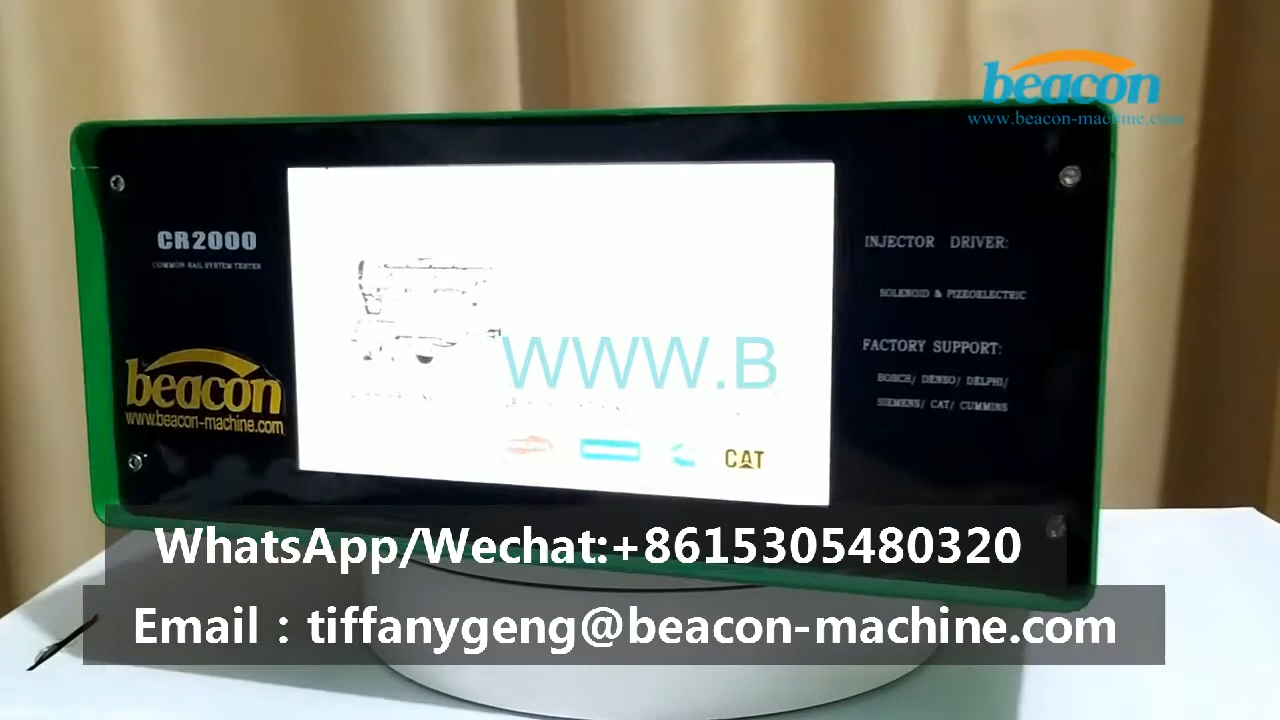 beacon
www.beacon-machine.com
CR2000
COMMON RAIL SYSTEM TESTER
beacon
www.beacon-machine.com
WWW.B
CAT
INJECTOR DRIVER:
SOLENOID & PIZEOELECTRIC
FACTORY SUPPORT:
BOSCH/ DENSO/ DELPHI/
SIEMENS/ CAT/ CUMMINS
WhatsApp/Wechat:+8615305480320
Email : tiffanygeng@beacon-machine.com